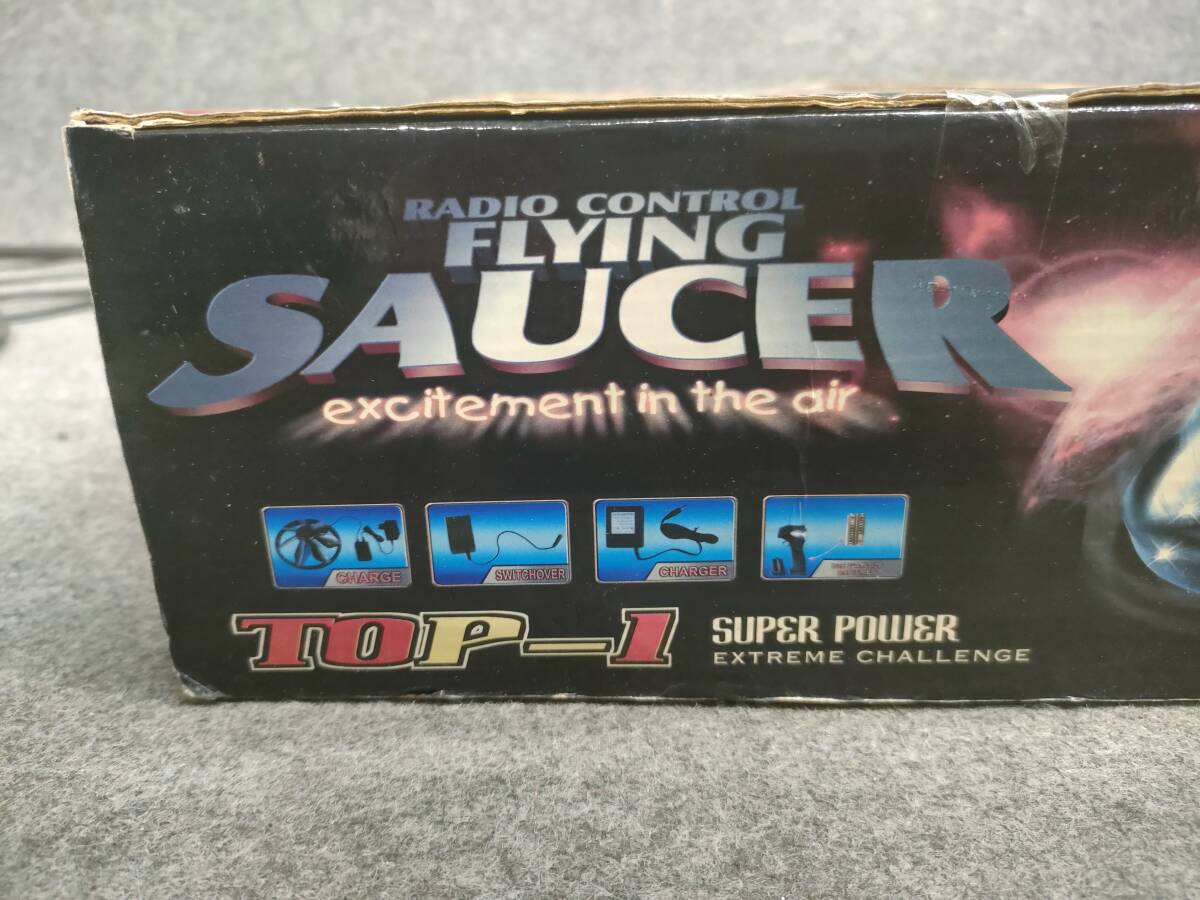 RADIO CONTROL
FLYING
SAUCER
excitement in the air
CHARGE
SWITCHOVER
CHARGER
TOP-1
SUPER POWER
EXTREME CHALLENGE